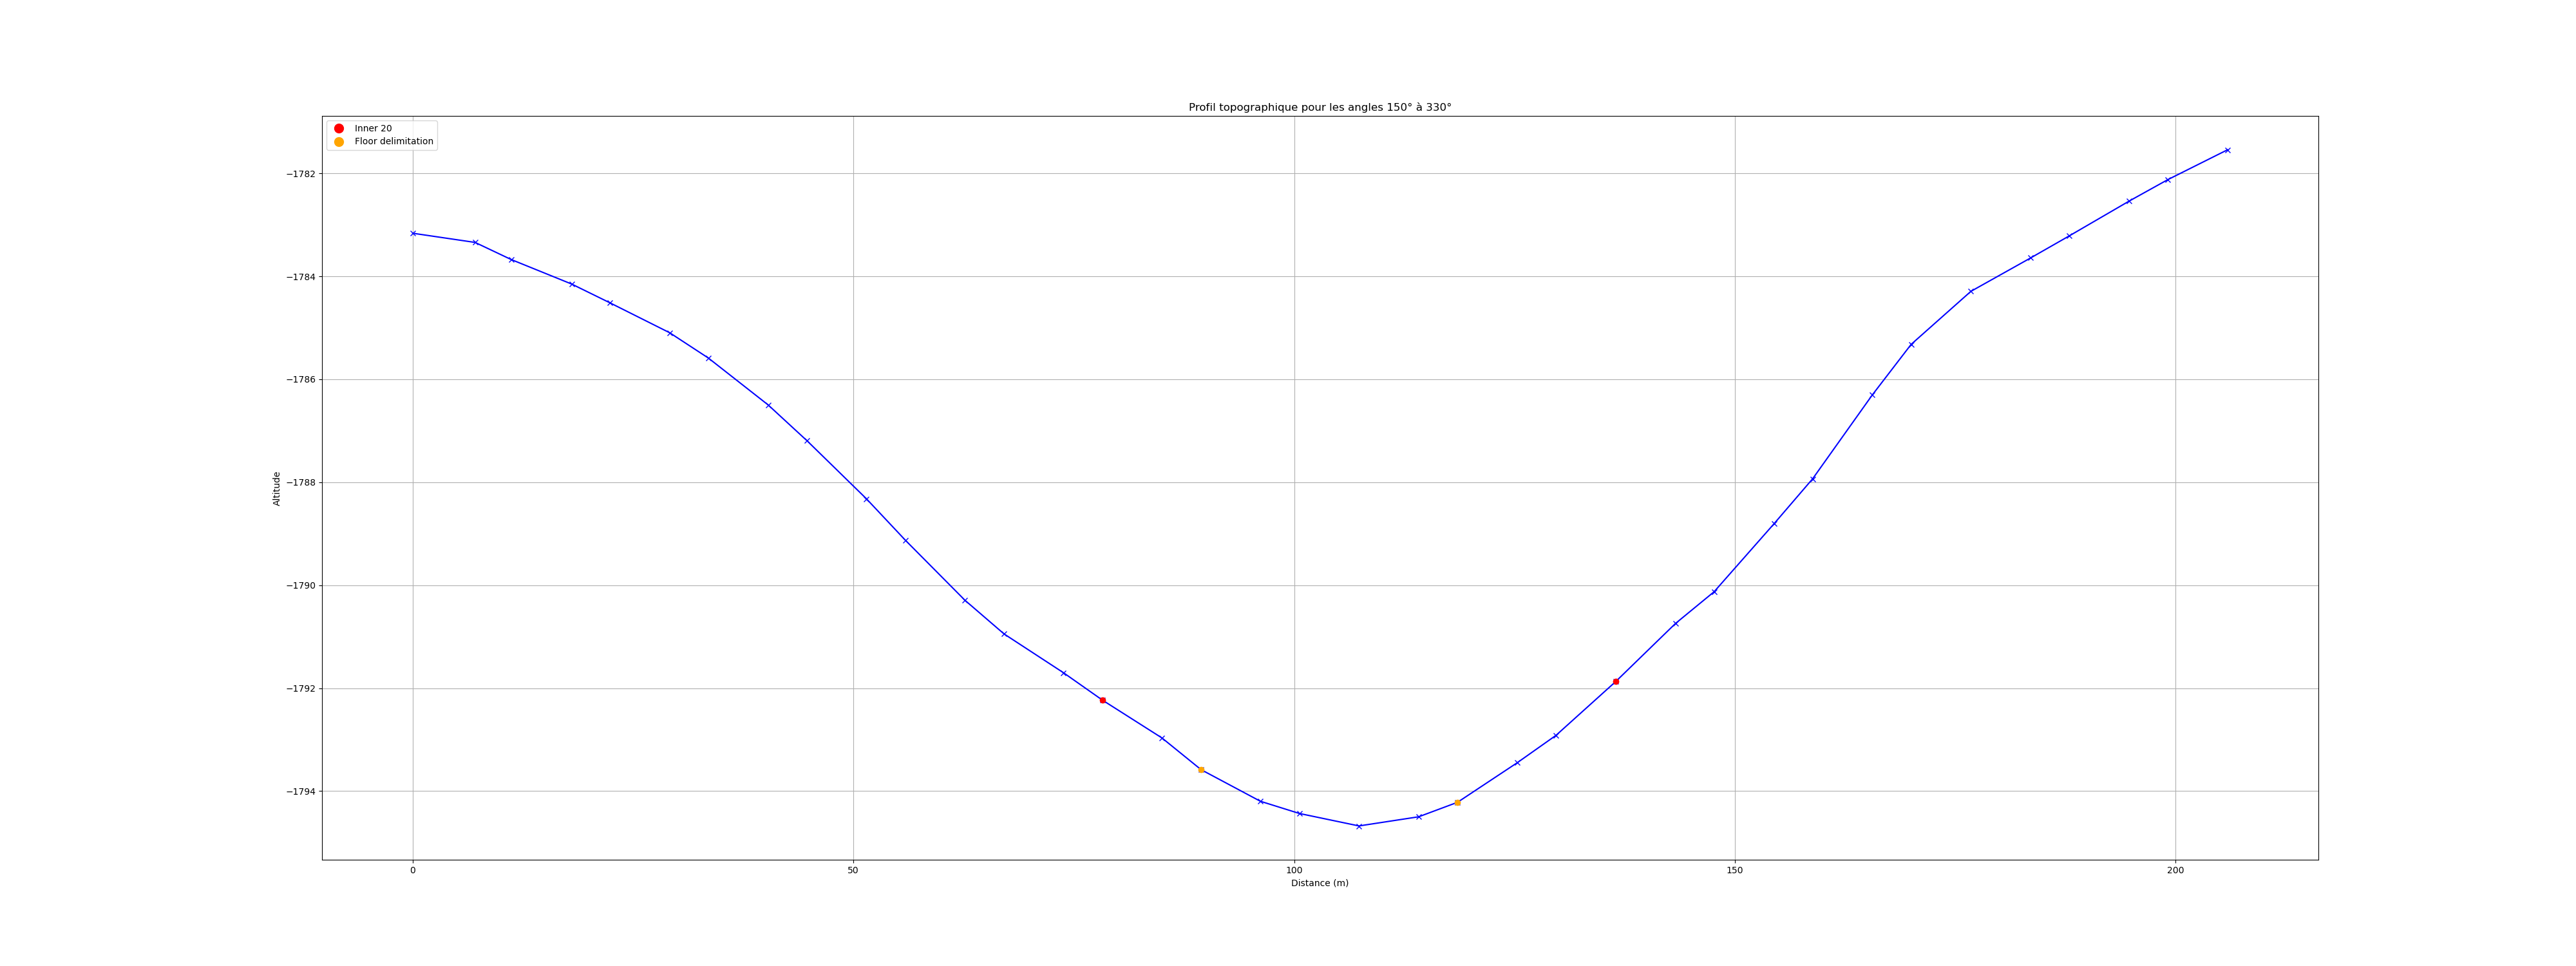 Profil topographique pour les angles 150° à 330°
Inner 20
Floor delimitation
−1782
−1784
−1786
−1788
−1790
−1792
−1794
Altitude
0 50 100 150 200
Distance (m)